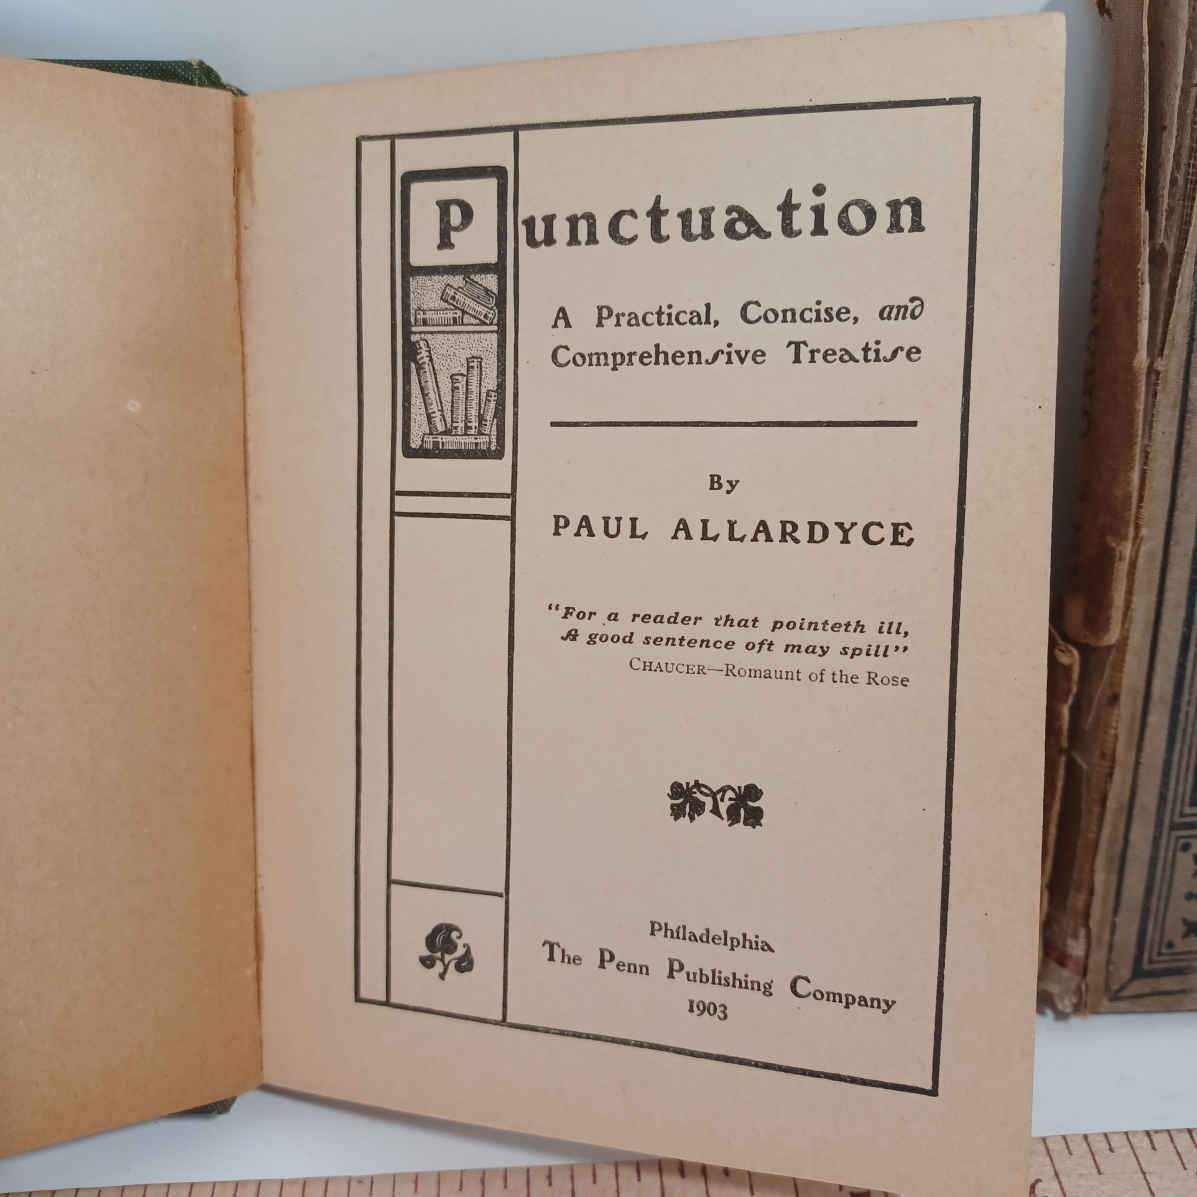 Punctuation
A Practical, Concise, and
Comprehensive Treatise
By
PAUL ALLARDYCE
"For a reader that pointeth ill,
A good sentence oft may spill"
CHAUCER—Romaunt of the Rose
Philadelphia
The Penn Publishing Company
1903